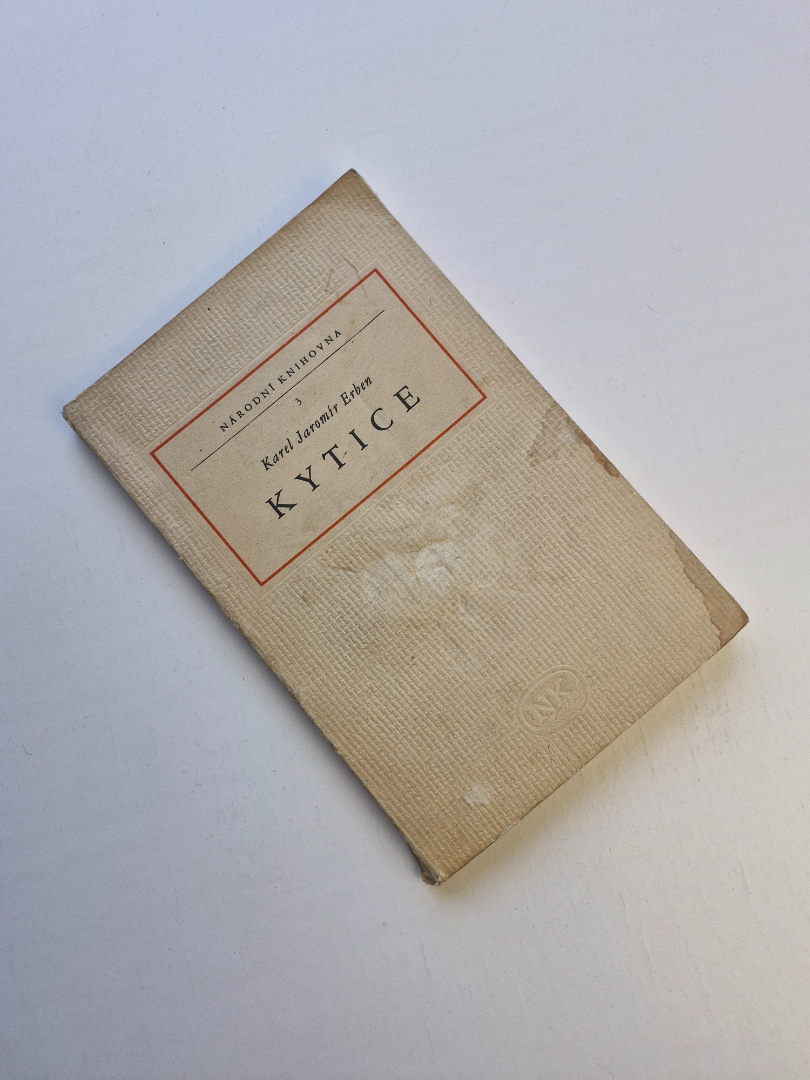 NÁRODNÍ KNIHOVNA
3
Karel Jaromír Erben
KYTICE
NK